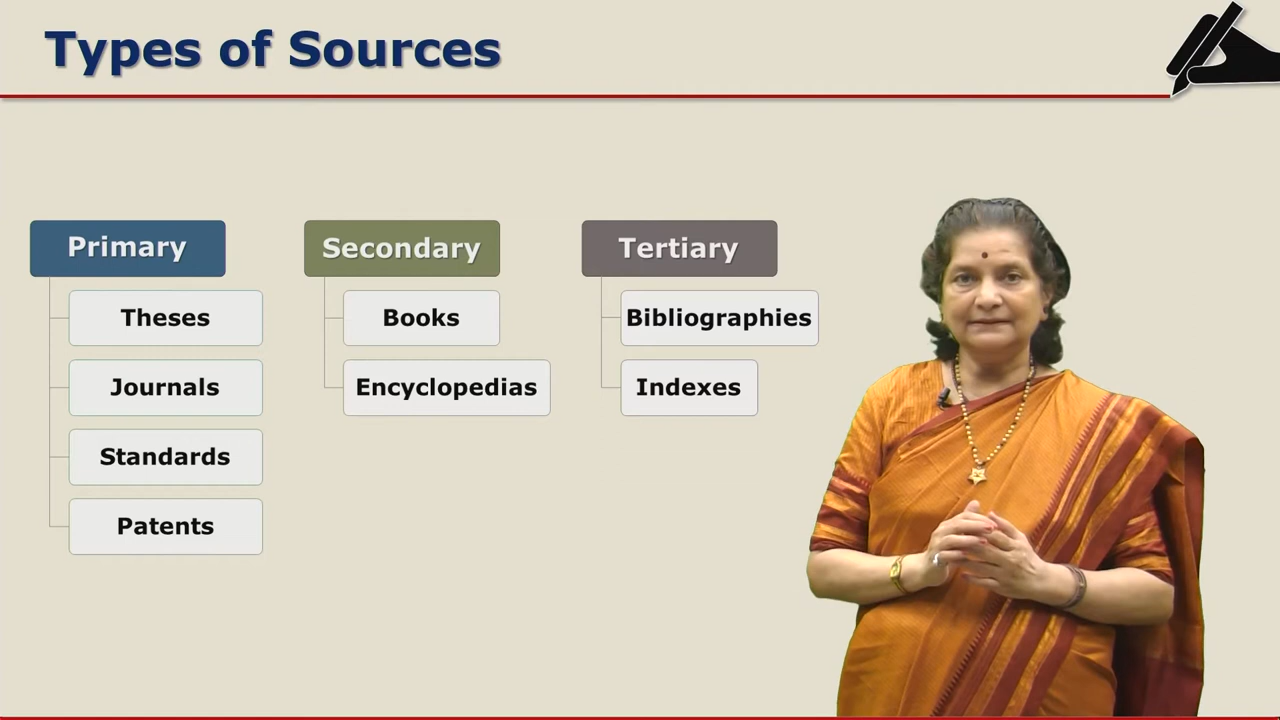 Types of Sources
Primary
Theses
Journals
Standards
Patents
Secondary
Books
Encyclopedias
Tertiary
Bibliographies
Indexes